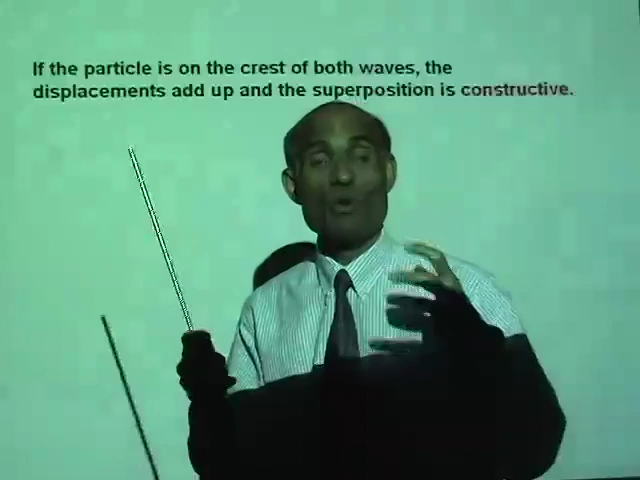 If the particle is on the crest of both waves, the
displacements add up and the superposition is constructive.